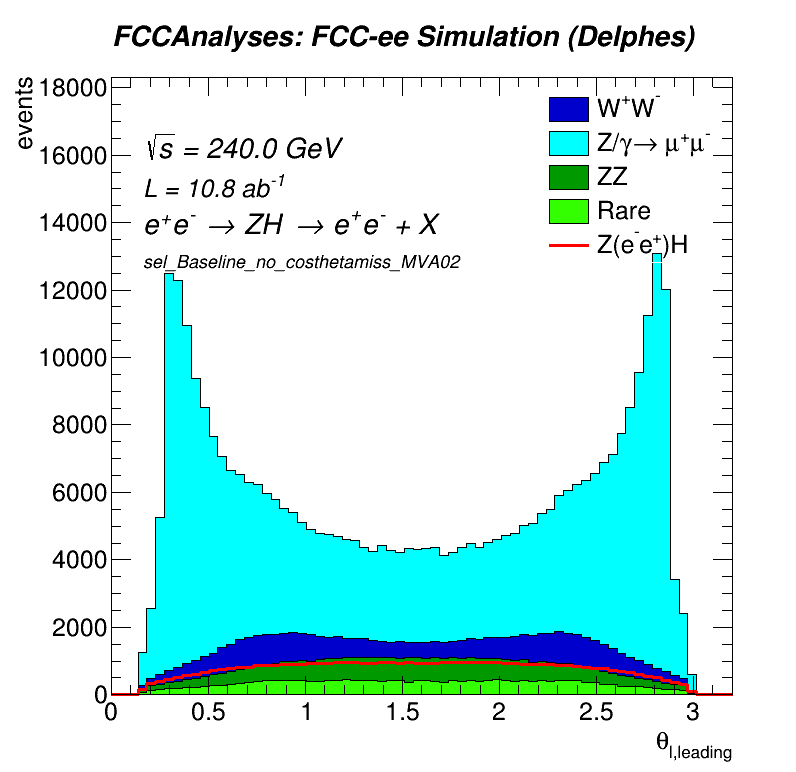 FCCAnalyses: FCC-ee Simulation (Delphes)
events
18000
16000
14000
12000
10000
8000
6000
4000
2000
0
√s = 240.0 GeV
L = 10.8 ab⁻¹
e⁺e⁻ → ZH → e⁺e⁻ + X
sel_Baseline_no_costhetamiss_MVA02
W⁺W⁻
Z/γ→ μ⁺μ⁻
ZZ
Rare
Z(e⁻e⁺)H
0 0.5 1 1.5 2 2.5 3
θ_l,leading